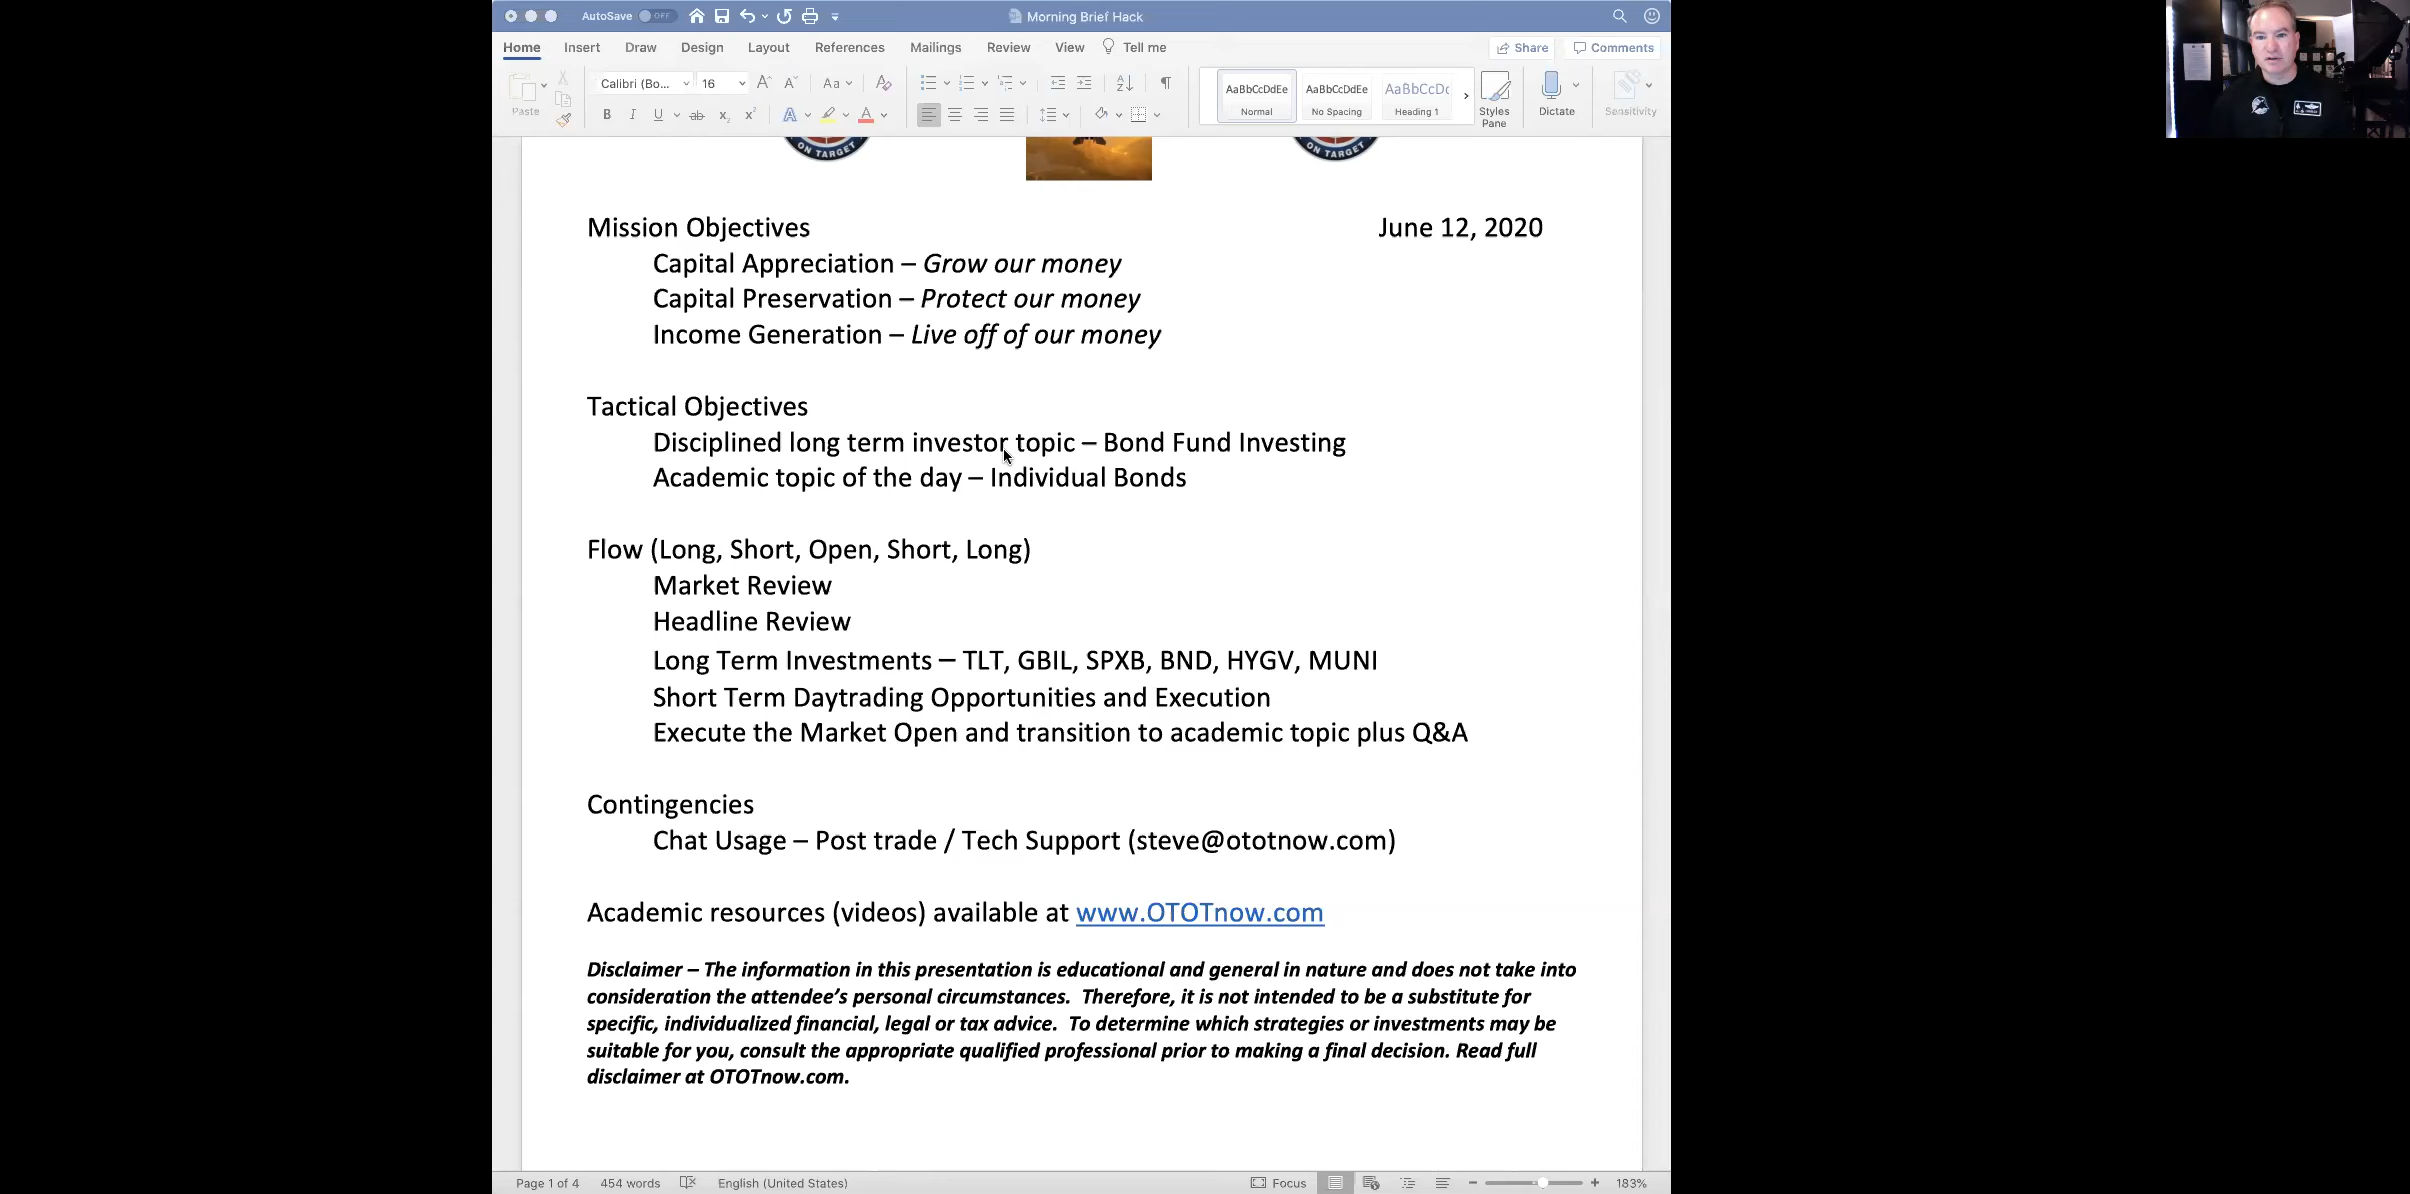 AutoSave OFF
Morning Brief Hack
Home Insert Draw Design Layout References Mailings Review View Tell me Share Comments
Paste
Calibri (Bo... 16
AaBbCcDdEe AaBbCcDdEe AaBbCcDc
Normal No Spacing Heading 1
Styles Pane
Dictate
Sensitivity
ON TARGET ON TARGET
Mission Objectives June 12, 2020
Capital Appreciation – Grow our money
Capital Preservation – Protect our money
Income Generation – Live off of our money
Tactical Objectives
Disciplined long term investor topic – Bond Fund Investing
Academic topic of the day – Individual Bonds
Flow (Long, Short, Open, Short, Long)
Market Review
Headline Review
Long Term Investments – TLT, GBIL, SPXB, BND, HYGV, MUNI
Short Term Daytrading Opportunities and Execution
Execute the Market Open and transition to academic topic plus Q&A
Contingencies
Chat Usage – Post trade / Tech Support (steve@ototnow.com)
Academic resources (videos) available at www.OTOTnow.com
Disclaimer – The information in this presentation is educational and general in nature and does not take into
consideration the attendee's personal circumstances. Therefore, it is not intended to be a substitute for
specific, individualized financial, legal or tax advice. To determine which strategies or investments may be
suitable for you, consult the appropriate qualified professional prior to making a final decision. Read full
disclaimer at OTOTnow.com.
Page 1 of 4 454 words English (United States) Focus 183%